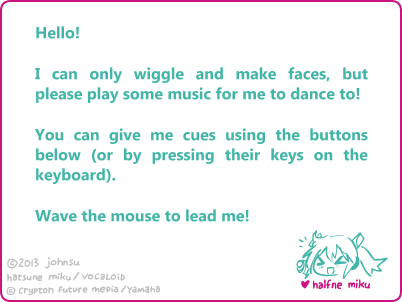 Hello!
I can only wiggle and make faces, but
please play some music for me to dance to!
You can give me cues using the buttons
below (or by pressing their keys on the
keyboard).
Wave the mouse to lead me!
©2013 johnsu
hatsune miku/VOCALOID
© Crypton future media/Yamaha
♥ halfne miku